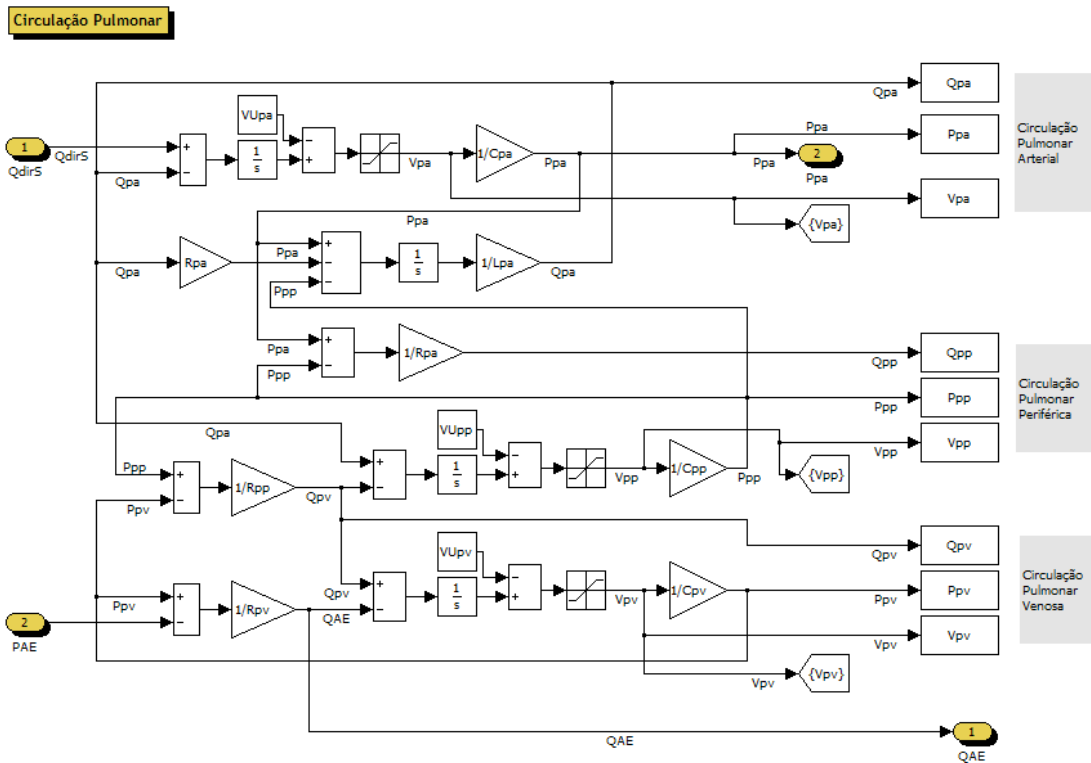 Circulação Pulmonar
Qpa
Qpa
VUpa
Circulação
Pulmonar
Arterial
Ppa
Ppa
1
QdirS
QdirS
+
−
Qpa
1
s
−
+
Vpa
1/Cpa
Ppa
Ppa
2
Ppa
Vpa
{Vpa}
Ppa
Qpa
Rpa
Ppa
Ppp
+
−
−
1
s
1/Lpa
Qpa
Ppa
Ppp
+
−
1/Rpa
Qpp
Qpp
Circulação
Pulmonar
Periférica
Ppp
Ppp
Qpa
VUpp
Vpp
Vpp
Ppp
Ppv
+
−
1/Rpp
Qpv
+
−
1
s
−
+
Vpp
1/Cpp
Ppp
{Vpp}
VUpv
Qpv
Qpv
Circulação
Pulmonar
Venosa
Ppv
+
−
1/Rpv
Qpv
QAE
+
−
1
s
−
+
Vpv
1/Cpv
Ppv
Ppv
2
PAE
Vpv
Vpv
Vpv
{Vpv}
QAE
1
QAE